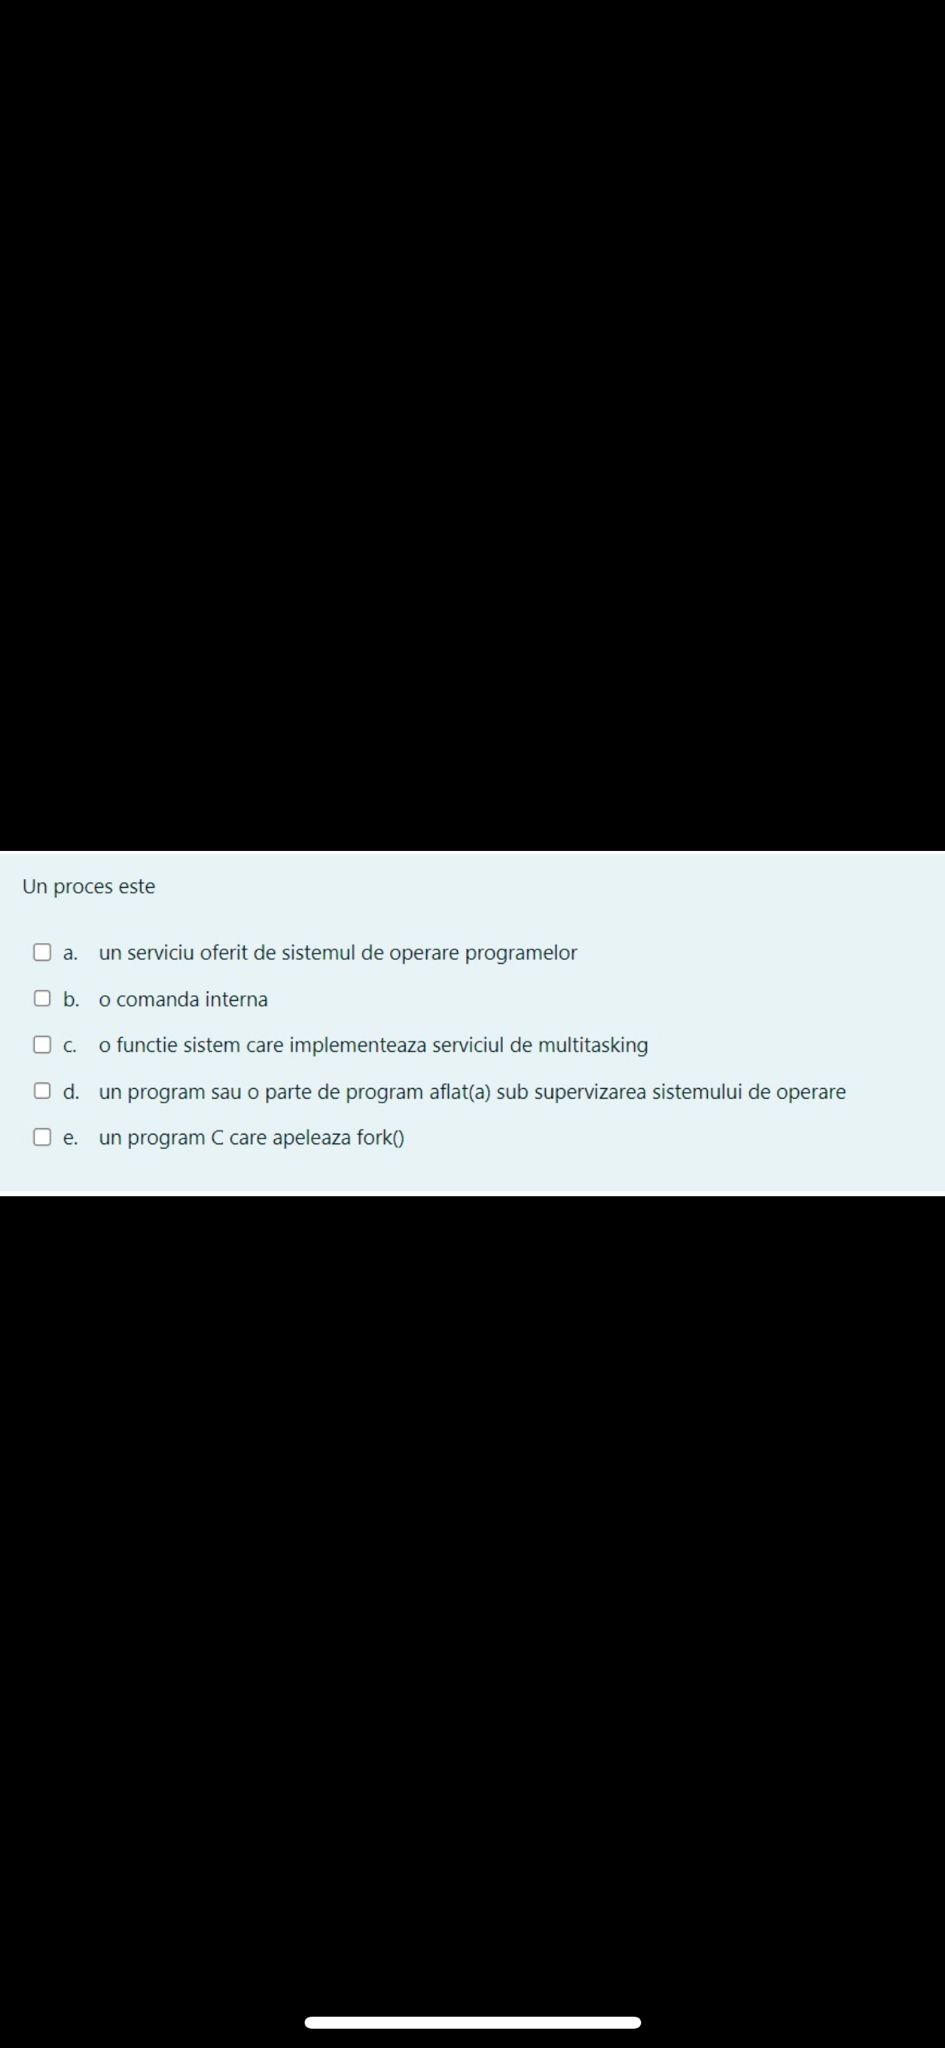 Un proces este
a. un serviciu oferit de sistemul de operare programelor
b. o comanda interna
c. o functie sistem care implementeaza serviciul de multitasking
d. un program sau o parte de program aflat(a) sub supervizarea sistemului de operare
e. un program C care apeleaza fork()